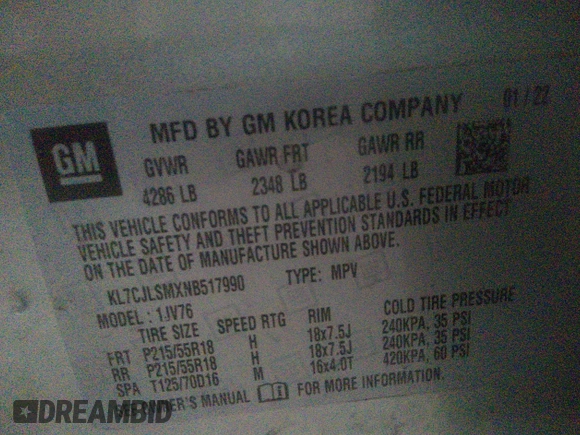 MFD BY GM KOREA COMPANY 01/22
GM
GVWR GAWR FRT GAWR RR
4286 LB 2348 LB 2194 LB
THIS VEHICLE CONFORMS TO ALL APPLICABLE U.S. FEDERAL MOTOR
VEHICLE SAFETY AND THEFT PREVENTION STANDARDS IN EFFECT
ON THE DATE OF MANUFACTURE SHOWN ABOVE.
KL7CJLSMXNB517990 TYPE: MPV
MODEL: 1JV76
TIRE SIZE SPEED RTG RIM COLD TIRE PRESSURE
FRT P215/55R18 H 18x7.5J 240KPA, 35 PSI
RR P215/55R18 H 18x7.5J 240KPA, 35 PSI
SPA T125/70D16 M 16x4.0T 420KPA, 60 PSI
SEE OWNER'S MANUAL FOR MORE INFORMATION.
DREAMBID